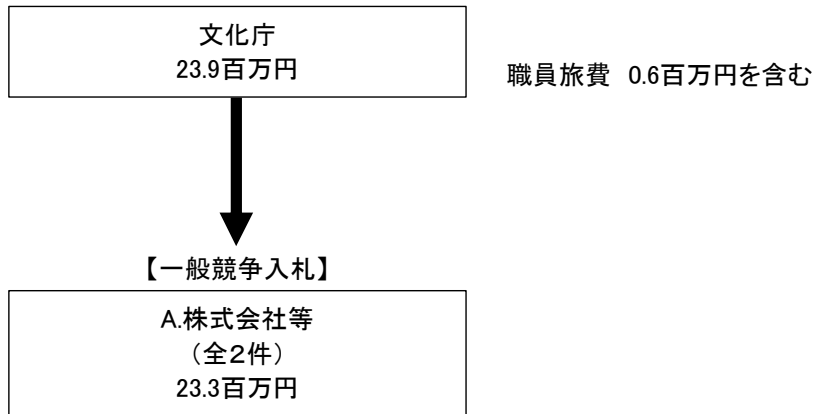 文化庁
23.9百万円
職員旅費 0.6百万円を含む
【一般競争入札】
A.株式会社等
（全２件）
23.3百万円